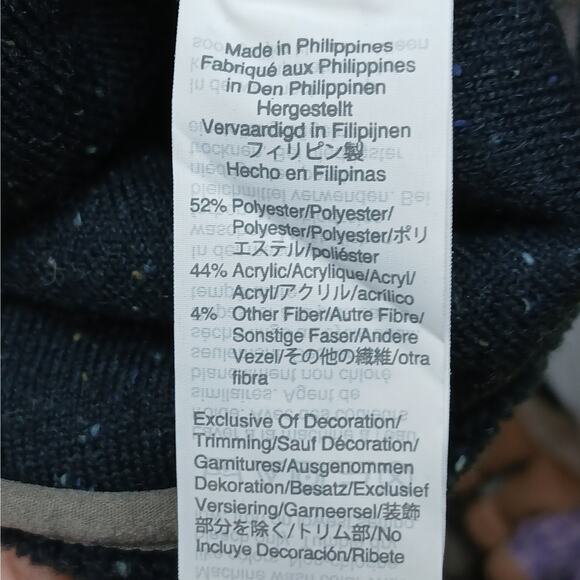 Made in Philippines
Fabriqué aux Philippines
in Den Philippinen
Hergestellt
Vervaardigd in Filipijnen
フィリピン製
Hecho en Filipinas
52% Polyester/Polyester/
Polyester/Polyester/ポリ
エステル/poliéster
44% Acrylic/Acrylique/Acryl/
Acryl/アクリル/acrílico
4% Other Fiber/Autre Fibre/
Sonstige Faser/Andere
Vezel/その他の繊維/otra
fibra
Exclusive Of Decoration/
Trimming/Sauf Décoration/
Garnitures/Ausgenommen
Dekoration/Besatz/Exclusief
Versiering/Garneersel/装飾
部分を除く/トリム部/No
Incluye Decoración/Ribete